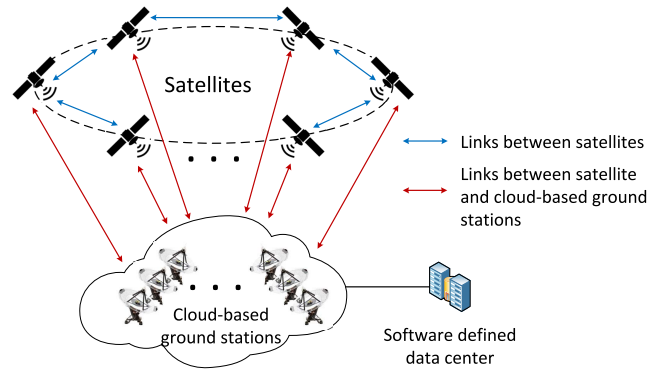 Satellites
Links between satellites
Links between satellite
and cloud-based ground
stations
Cloud-based
ground stations
Software defined
data center